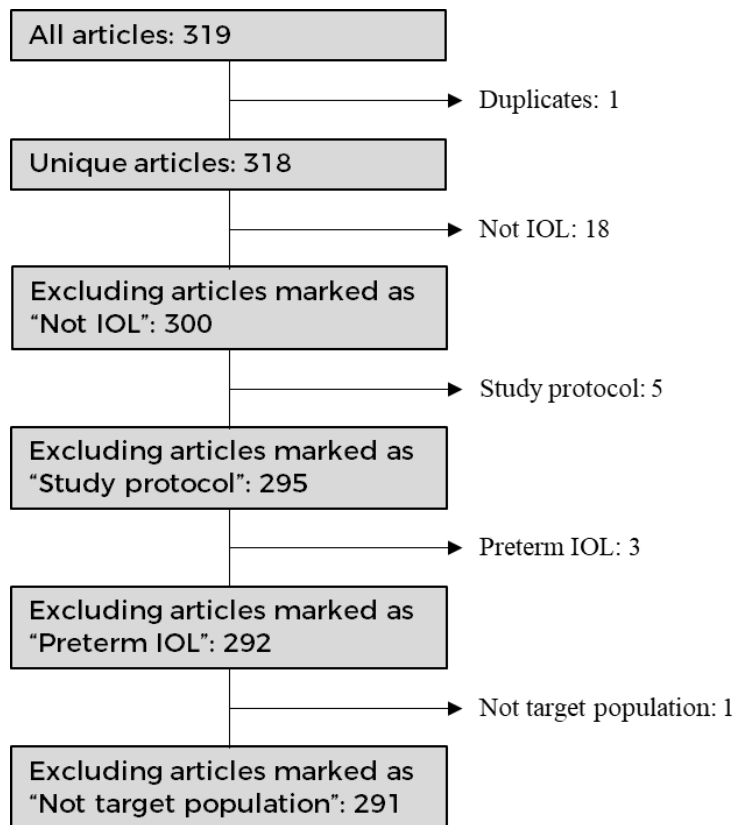 All articles: 319
Duplicates: 1
Unique articles: 318
Not IOL: 18
Excluding articles marked as
“Not IOL”: 300
Study protocol: 5
Excluding articles marked as
“Study protocol”: 295
Preterm IOL: 3
Excluding articles marked as
“Preterm IOL”: 292
Not target population: 1
Excluding articles marked as
“Not target population”: 291